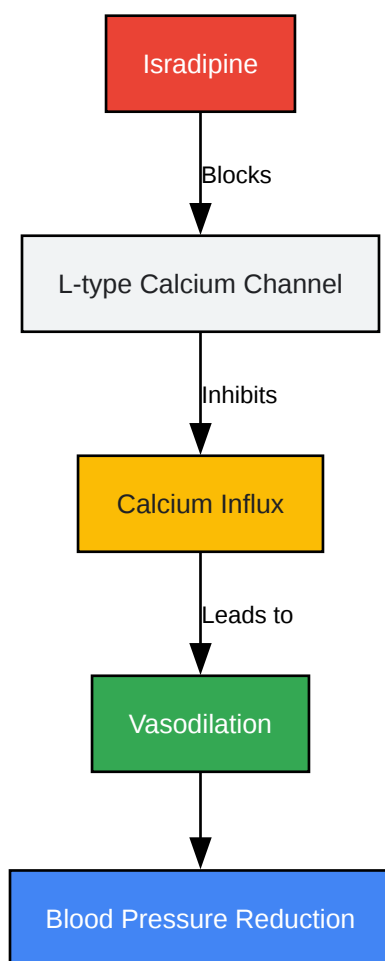 Isradipine
Blocks
L-type Calcium Channel
Inhibits
Calcium Influx
Leads to
Vasodilation
Blood Pressure Reduction